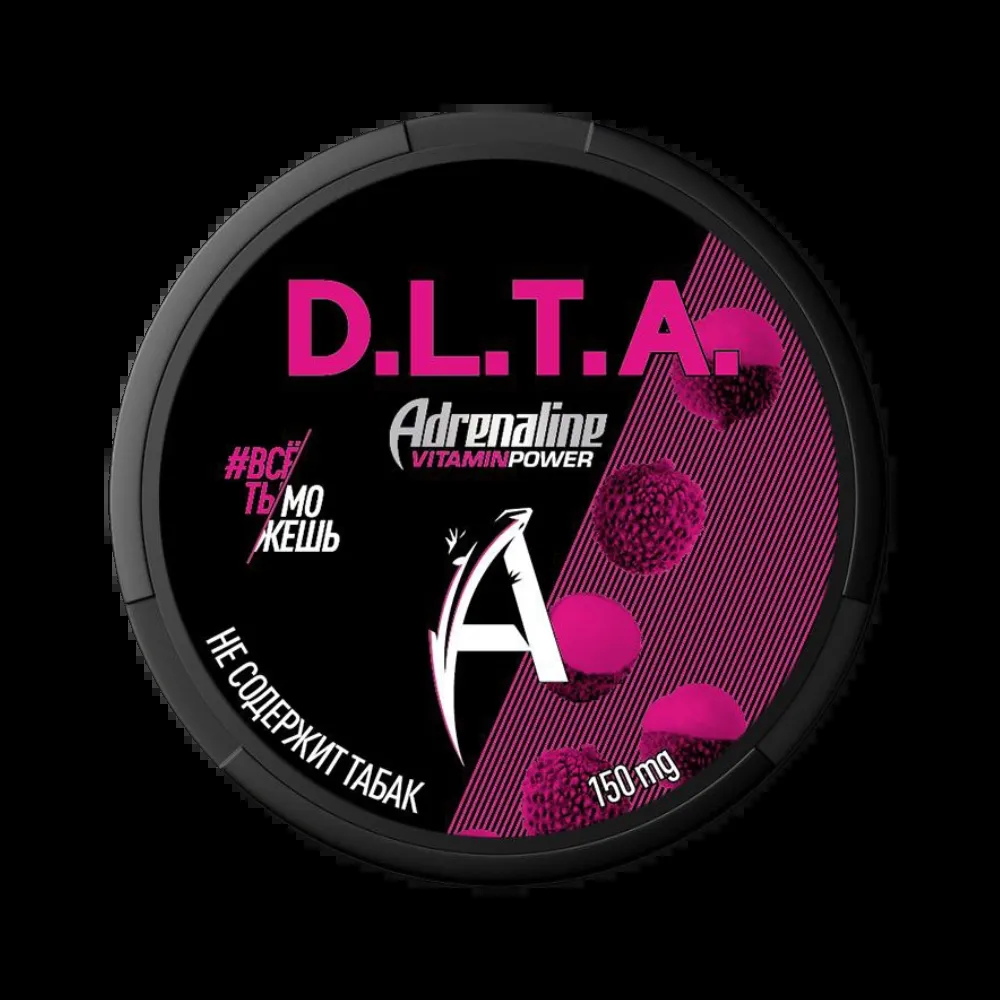 D.L.T.A.
Adrenaline
VITAMINPOWER
#ВСЁ
ТЫ МО
ЖЕШЬ
НЕ СОДЕРЖИТ ТАБАК
150 mg